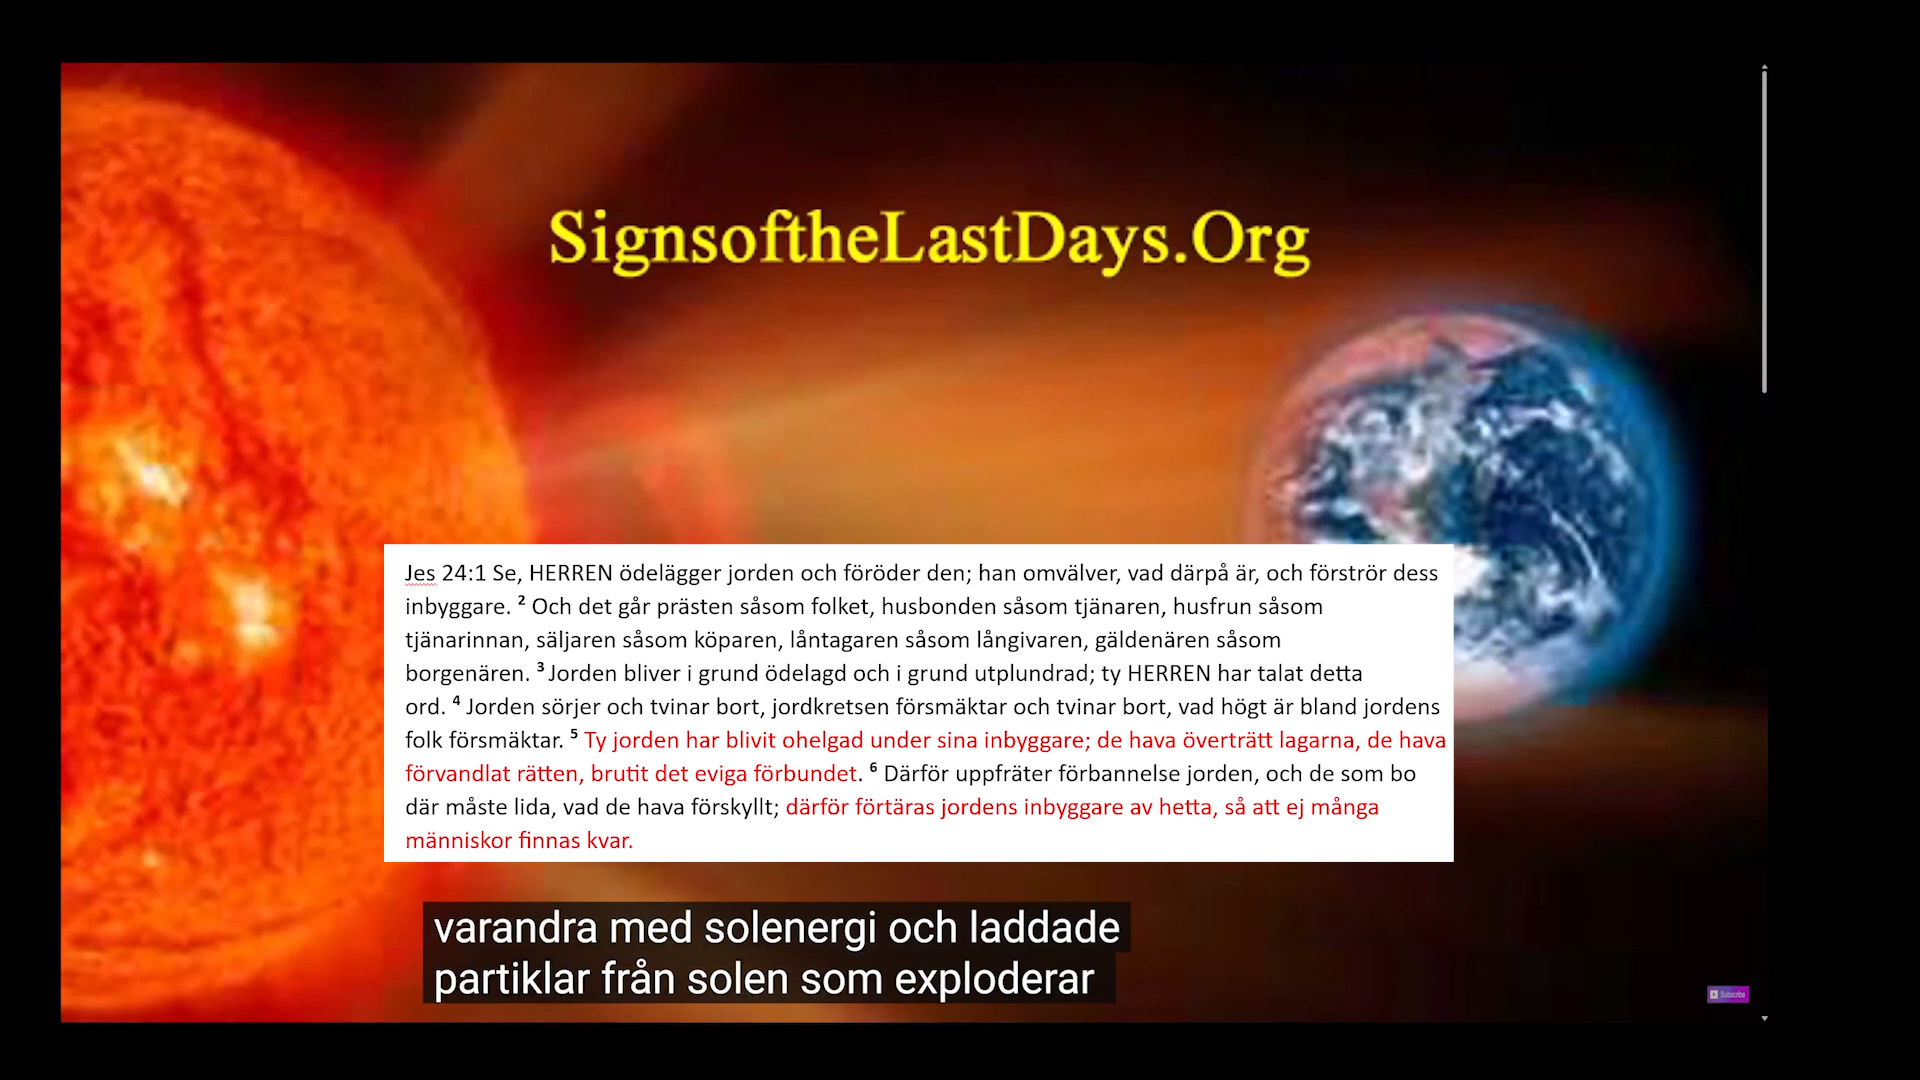 SignsoftheLastDays.Org
Jes 24:1 Se, HERREN ödelägger jorden och föröder den; han omvälver, vad därpå är, och förströr dess
inbyggare. ² Och det går prästen såsom folket, husbonden såsom tjänaren, husfrun såsom
tjänarinnan, säljaren såsom köparen, låntagaren såsom långivaren, gäldenären såsom
borgenären. ³ Jorden bliver i grund ödelagd och i grund utplundrad; ty HERREN har talat detta
ord. ⁴ Jorden sörjer och tvinar bort, jordkretsen försmäktar och tvinar bort, vad högt är bland jordens
folk försmäktar. ⁵ Ty jorden har blivit ohelgad under sina inbyggare; de hava överträtt lagarna, de hava
förvandlat rätten, brutit det eviga förbundet. ⁶ Därför uppfräter förbannelse jorden, och de som bo
där måste lida, vad de hava förskyllt; därför förtäras jordens inbyggare av hetta, så att ej många
människor finnas kvar.
varandra med solenergi och laddade
partiklar från solen som exploderar
Subscribe